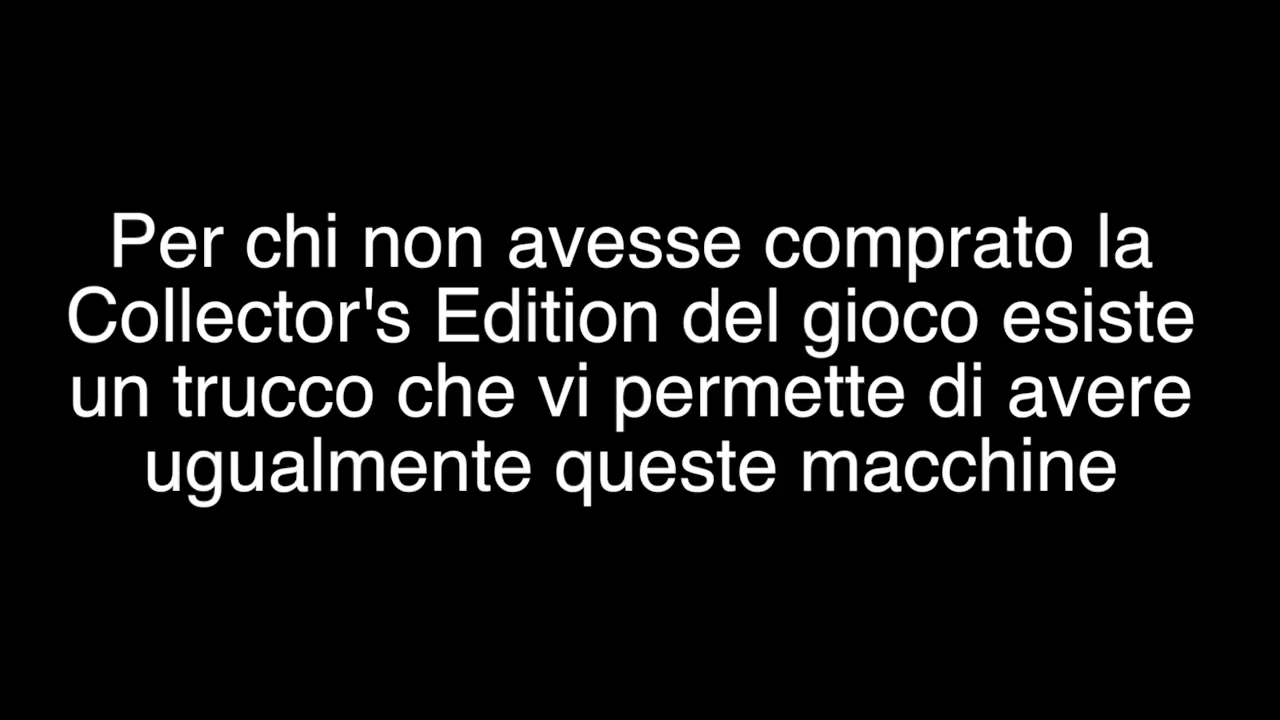 Per chi non avesse comprato la
Collector's Edition del gioco esiste
un trucco che vi permette di avere
ugualmente queste macchine